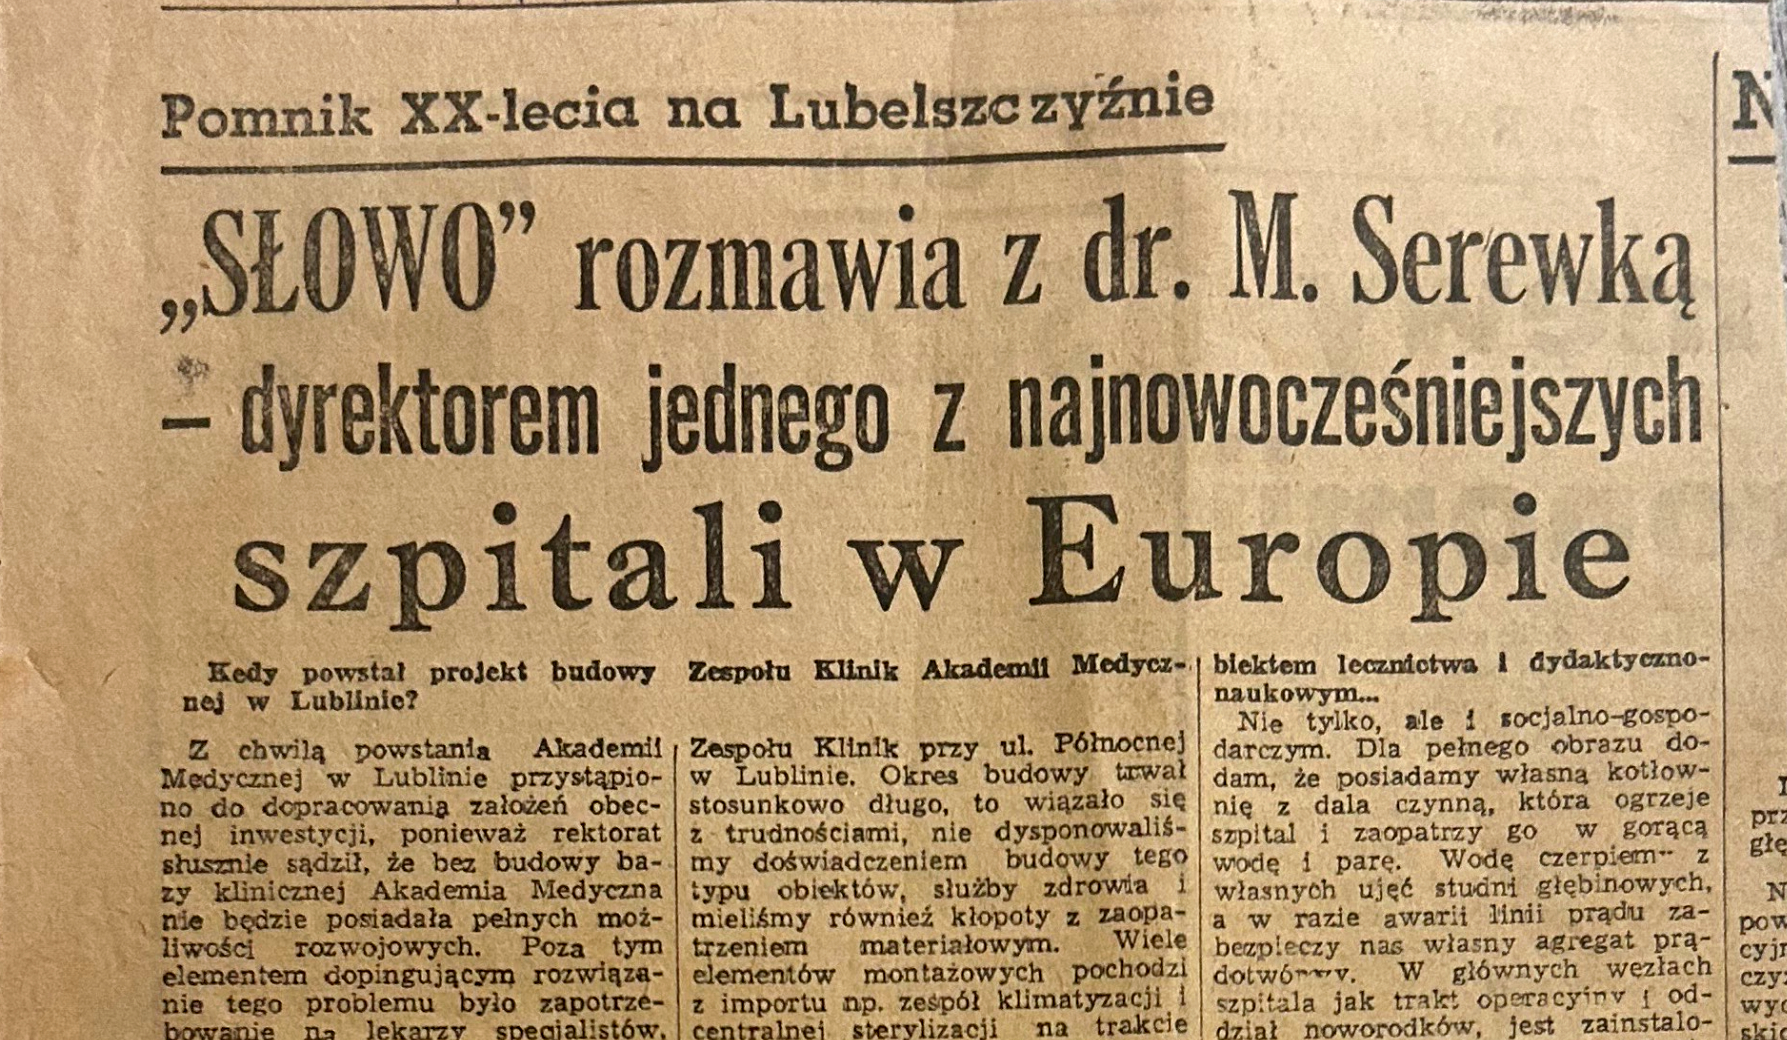 Pomnik XX-lecia na Lubelszczyźnie
„SŁOWO” rozmawia z dr. M. Serewką
— dyrektorem jednego z najnowocześniejszych
szpitali w Europie
Kedy powstał projekt budowy Zespołu Klinik Akademii Medycz-
nej w Lublinie?
Z chwilą powstania Akademii
Medycznej w Lublinie przystąpio-
no do dopracowania założeń obec-
nej inwestycji, ponieważ rektorat
słusznie sądził, że bez budowy ba-
zy klinicznej Akademia Medyczna
nie będzie posiadała pełnych moż-
liwości rozwojowych. Poza tym
elementem dopingującym rozwiąza-
nie tego problemu było zapotrze-
bowanie na lekarzy specjalistów,
Zespołu Klinik przy ul. Północnej
w Lublinie. Okres budowy trwał
stosunkowo długo, to wiązało się
z trudnościami, nie dysponowaliś-
my doświadczeniem budowy tego
typu obiektów, służby zdrowia i
mieliśmy również kłopoty z zaopa-
trzeniem materiałowym. Wiele
elementów montażowych pochodzi
z importu np. zespół klimatyzacji i
centralnej sterylizacji na trakcie
biektem lecznictwa i dydaktyczno-
naukowym...
Nie tylko, ale i socjalno-gospo-
darczym. Dla pełnego obrazu do-
dam, że posiadamy własną kotłow-
nię z dala czynną, która ogrzeje
szpital i zaopatrzy go w gorącą
wodę i parę. Wodę z
własnych ujęć studni głębinowych,
a w razie awarii linii prądu za-
bezpieczy nas własny agregat prą-
W głównych węzłach
szpitala jak trakt operacyjny i od-
dział noworodków, jest zainstalo-